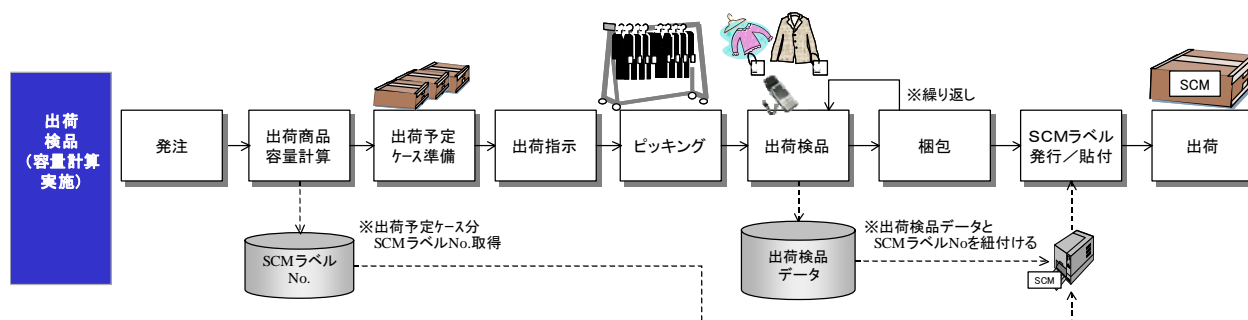 出荷
検品
（容量計算
実施）
発注
出荷商品
容量計算
出荷予定
ケース準備
出荷指示
ピッキング
出荷検品
※繰り返し
梱包
SCMラベル
発行／貼付
SCM
出荷
※出荷予定ケース分
SCMラベルNo.取得
SCMラベル
No.
出荷検品
データ
※出荷検品データと
SCMラベルNoを紐付ける
SCM